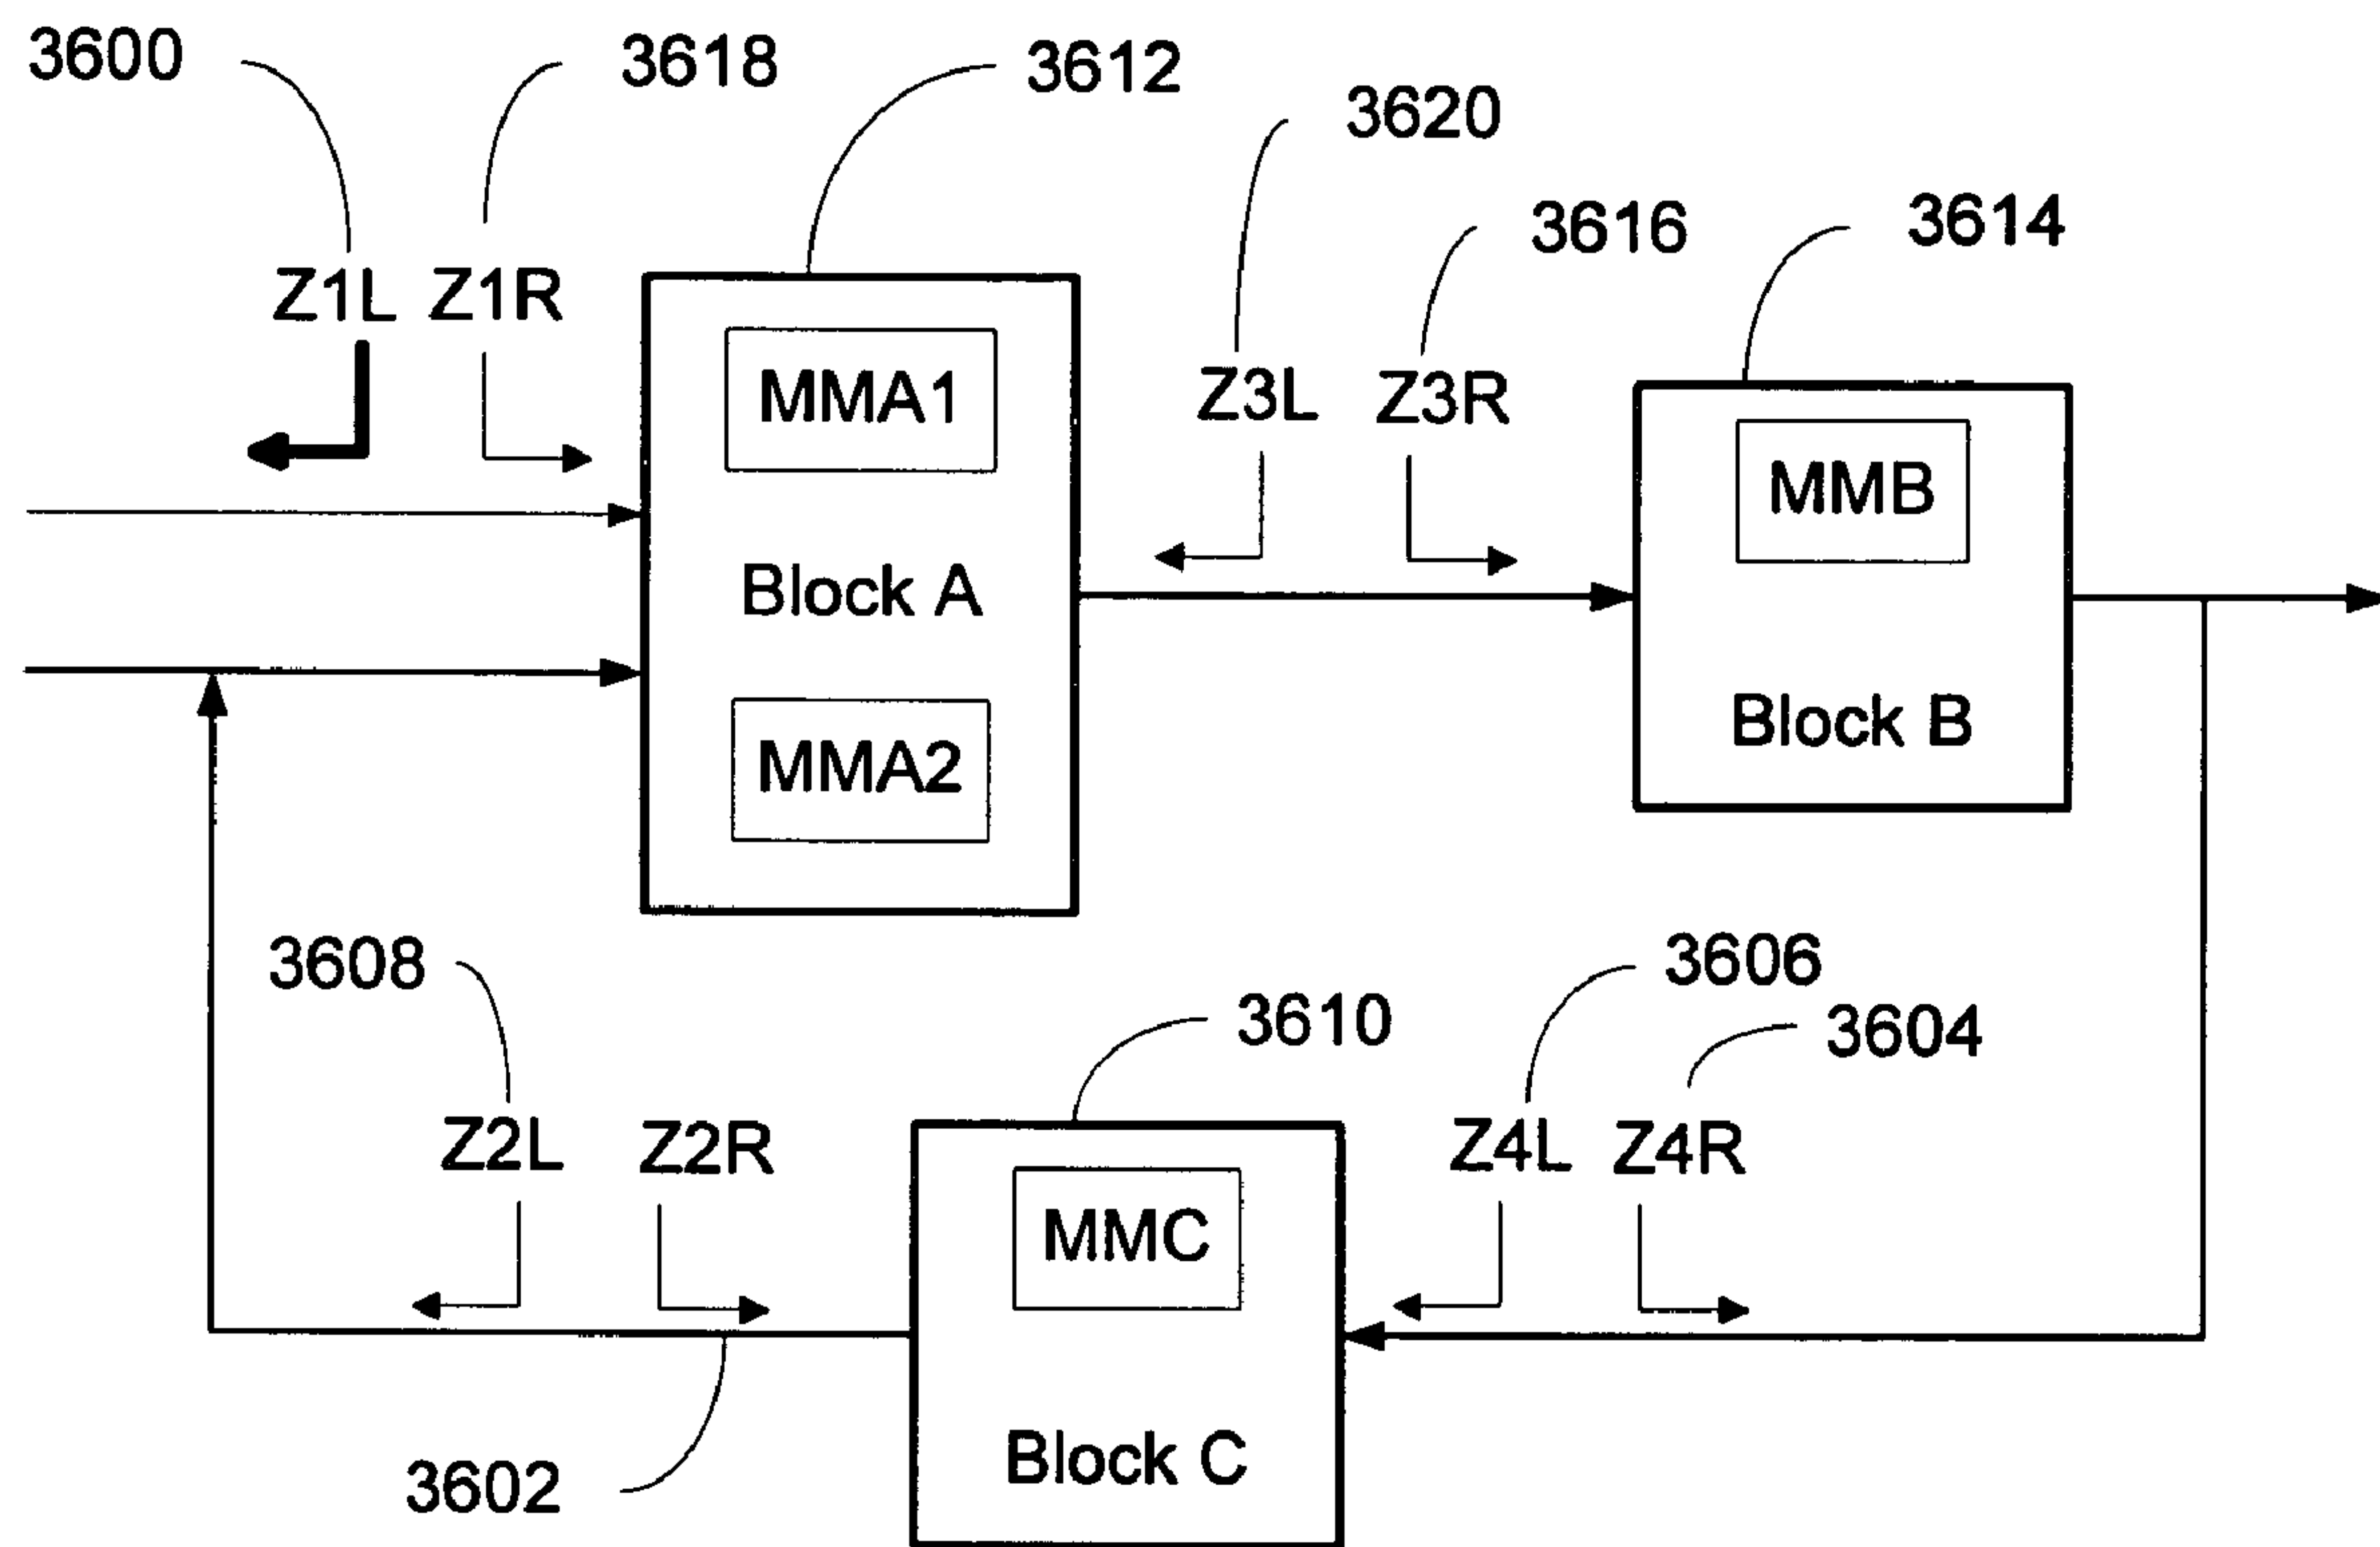 3600
3618
3612
3620
3616
3614
Z1L
Z1R
MMA1
Z3L
Z3R
MMB
Block A
Block B
MMA2
3608
3606
3610
3604
Z2L
Z2R
Z4L
Z4R
MMC
Block C
3602